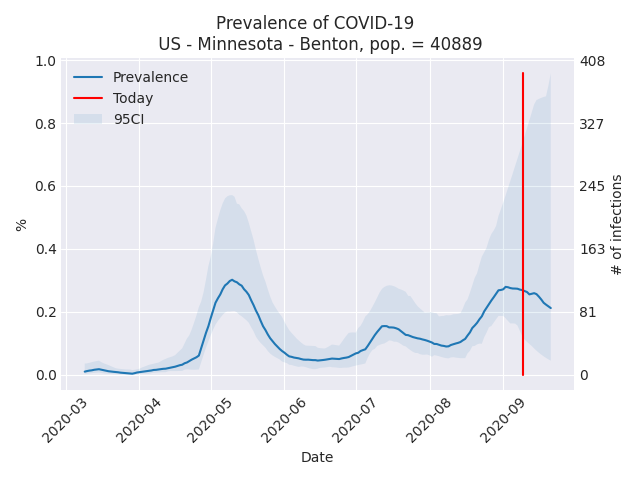 Prevalence of COVID-19
US - Minnesota - Benton, pop. = 40889
1.0
0.8
0.6
0.4
0.2
0.0
%
Prevalence
Today
95CI
408
327
245
163
81
0
# of infections
2020-03
2020-04
2020-05
2020-06
2020-07
2020-08
2020-09
Date